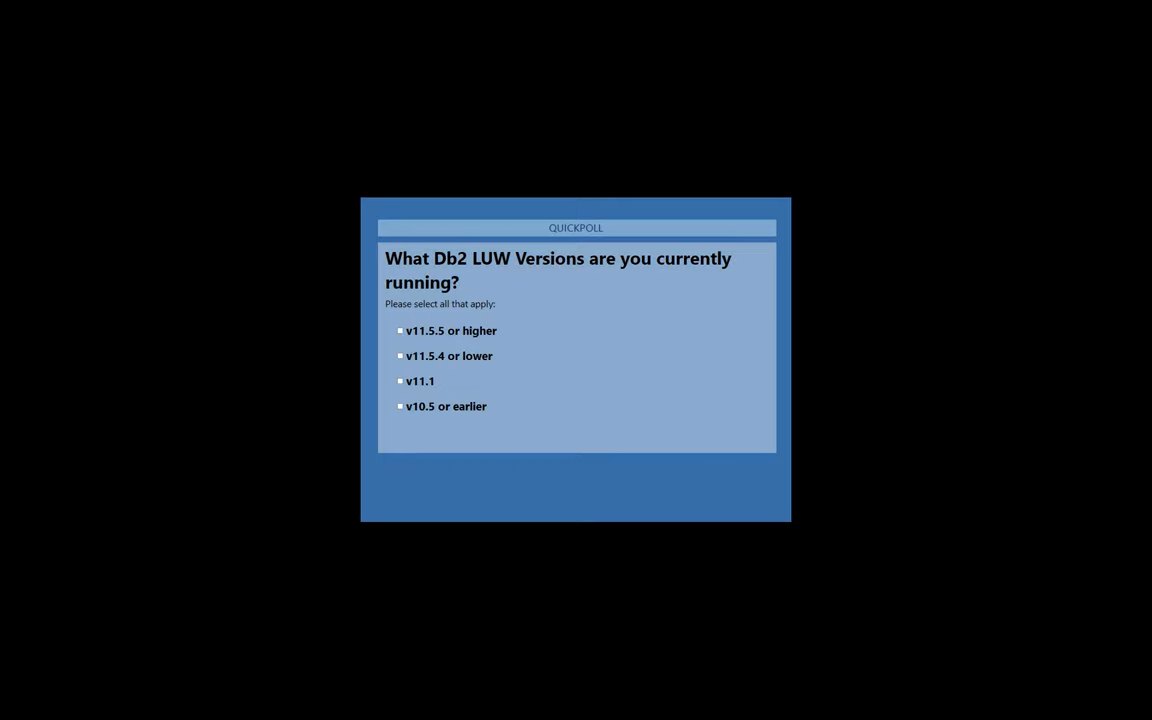 QUICKPOLL
What Db2 LUW Versions are you currently
running?
Please select all that apply:
v11.5.5 or higher
v11.5.4 or lower
v11.1
v10.5 or earlier